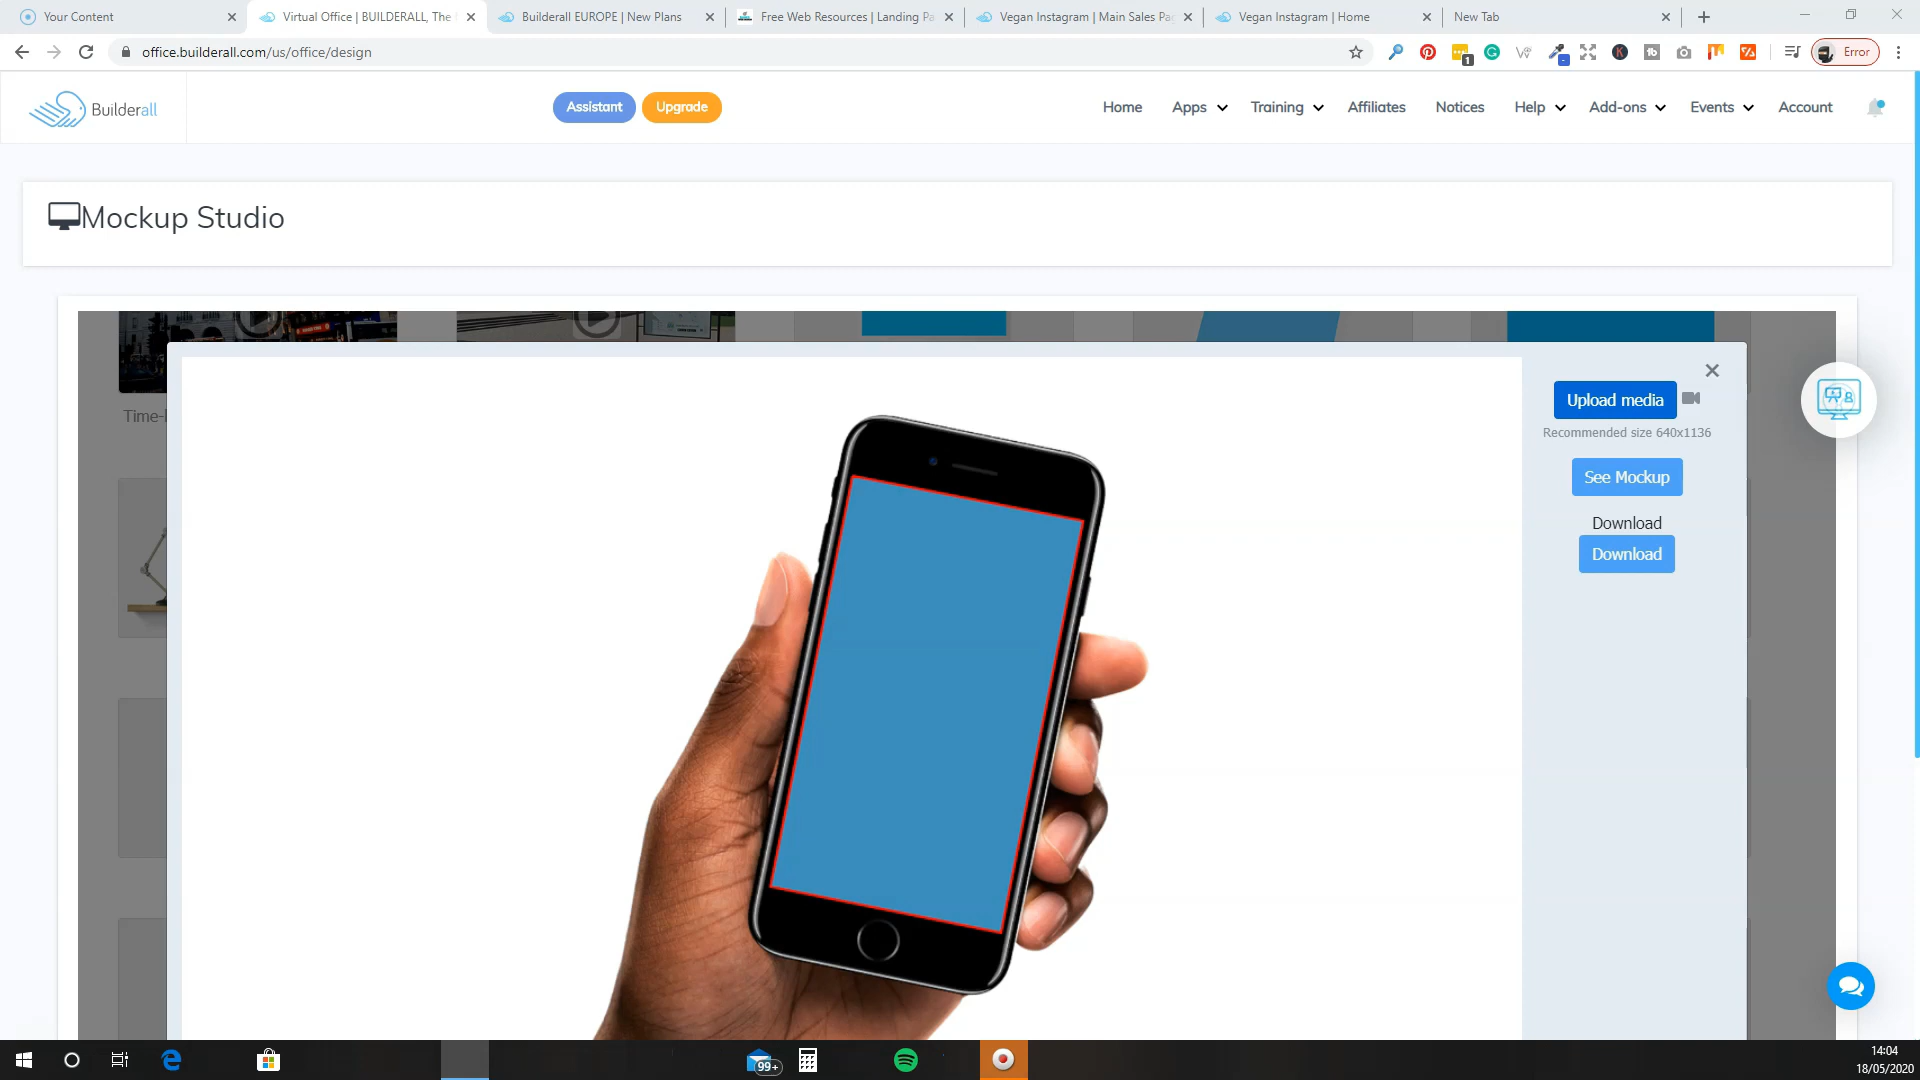 Your Content
Virtual Office | BUILDERALL, The
Builderall EUROPE | New Plans
Free Web Resources | Landing Pa
Vegan Instagram | Main Sales Pag
Vegan Instagram | Home
New Tab
office.builderall.com/us/office/design
1
Error
Builderall
Assistant
Upgrade
Home
Apps
Training
Affiliates
Notices
Help
Add-ons
Events
Account
Mockup Studio
Time-l
Upload media
Recommended size 640x1136
See Mockup
Download
Download
99+
14:04
18/05/2020